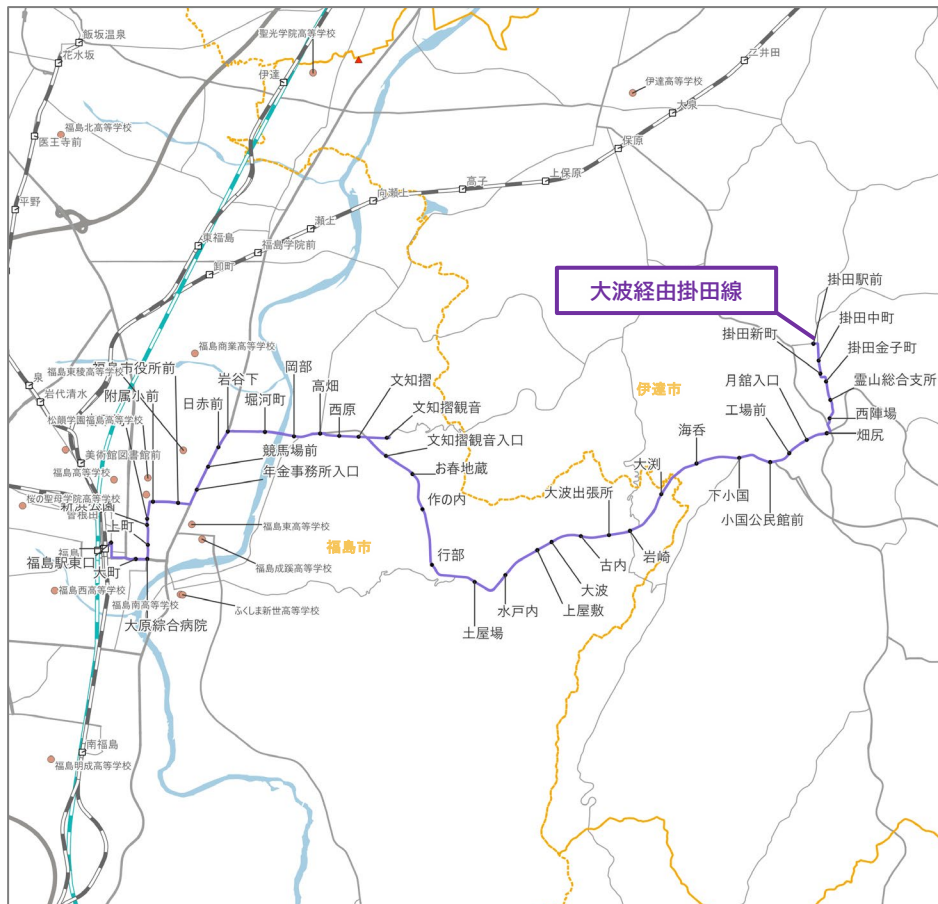 飯坂温泉
花水坂
聖光学院高等学校
伊達
二井田
伊達高等学校
大泉
福島北高等学校
医王寺前
保原
上保原
高子
向瀬上
平野
瀬上
東福島
福島学院前
卸町
大波経由掛田線
掛田駅前
掛田中町
掛田新町
掛田金子町
福島商業高等学校
福島市役所前
福島東稜高等学校
岩谷下
岡部
伊達市
月舘入口
霊山総合支所
泉
附属小前
堀河町
高畑
文知摺
岩代清水
日赤前
西原
文知摺観音
工場前
西陣場
松韻学園福島高等学校
海呑
畑尻
文知摺観音入口
美術館図書館前
競馬場前
福島高等学校
年金事務所入口
お春地蔵
大渕
桜の聖母学院高等学校
作の内
大波出張所
下小国
新浜公園
曽根田
小国公民館前
上町
福島東高等学校
福島市
岩崎
古内
福島
福島駅東口
行部
大波
大町
福島成蹊高等学校
福島西高等学校
福島南高等学校
ふくしま新世高等学校
水戸内
上屋敷
大原綜合病院
土屋場
南福島
福島明成高等学校